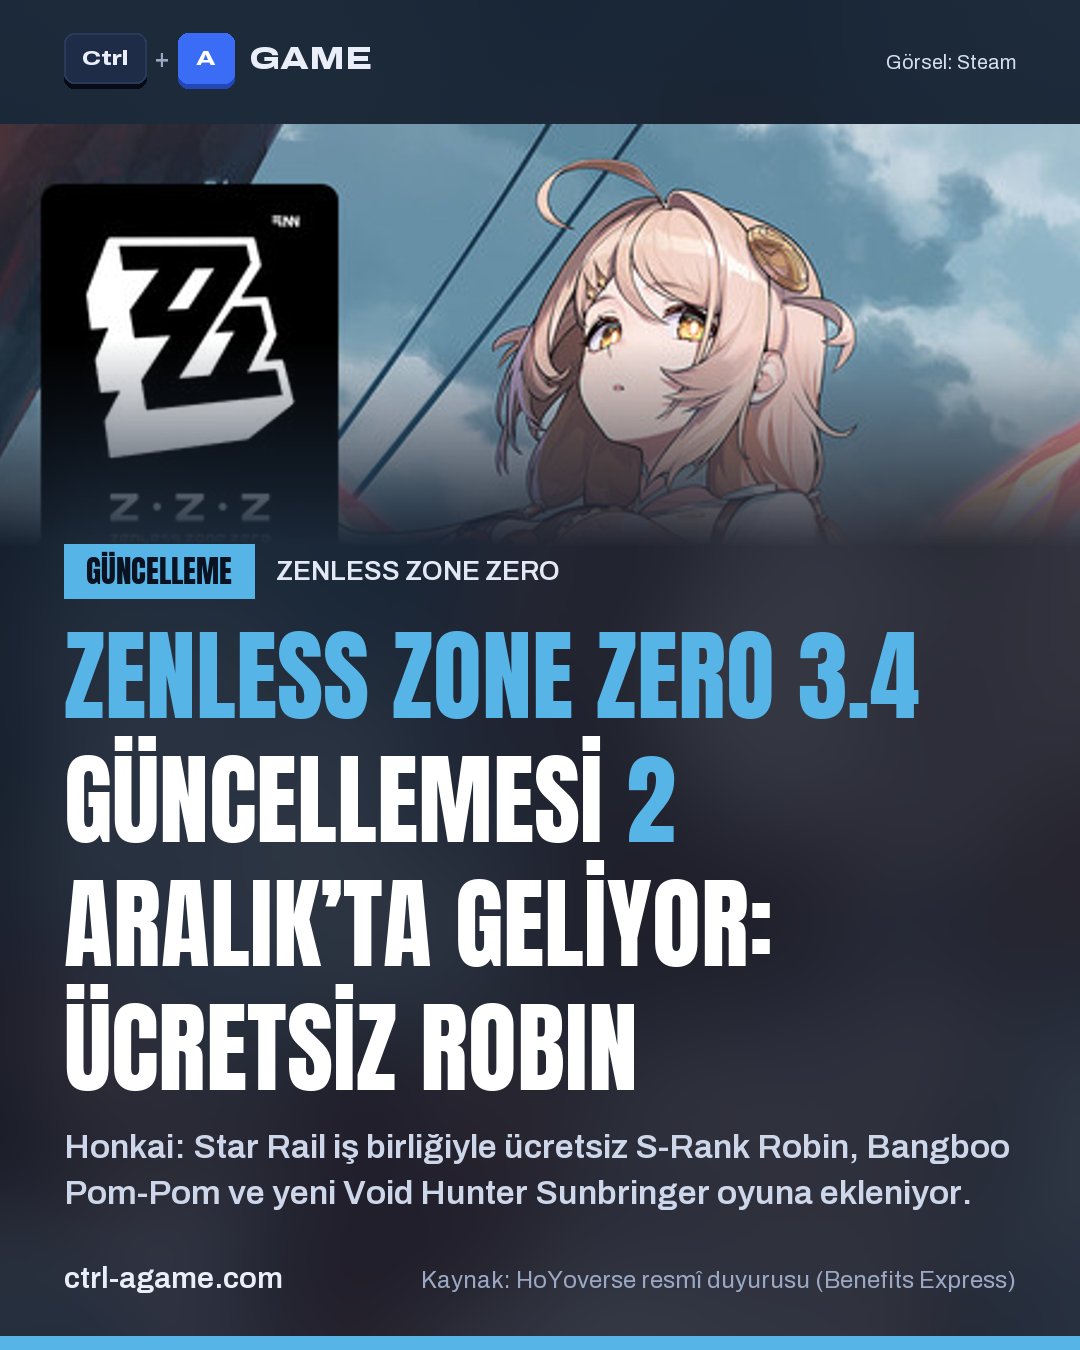 Ctrl + A GAME
Görsel: Steam
Z·Z·Z
GÜNCELLEME
ZENLESS ZONE ZERO
ZENLESS ZONE ZERO 3.4
GÜNCELLEMESİ 2
ARALIK’TA GELİYOR:
ÜCRETSİZ ROBIN
Honkai: Star Rail iş birliğiyle ücretsiz S-Rank Robin, Bangboo
Pom-Pom ve yeni Void Hunter Sunbringer oyuna ekleniyor.
ctrl-agame.com
Kaynak: HoYoverse resmî duyurusu (Benefits Express)